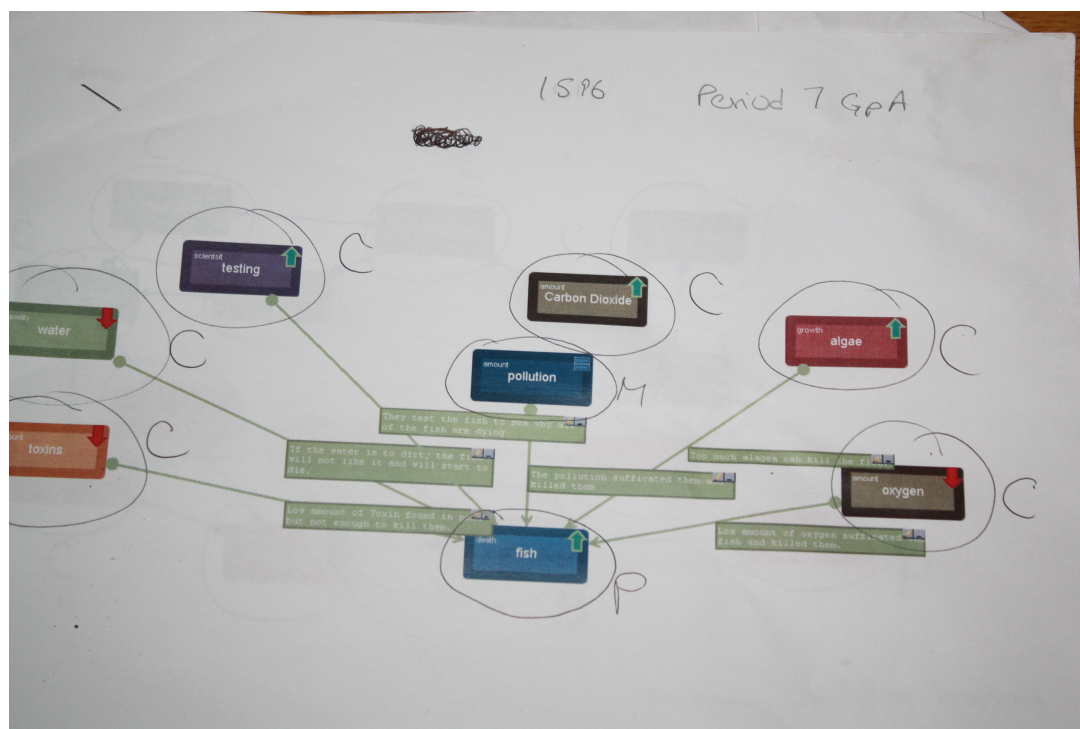 1SP6 Period 7 GpA
scientsit
testing
C
amount
Carbon Dioxide
C
water
C
growth
algae
C
amount
pollution
M
They test the fish to see why
of the fish are dying
toxins
C
If the water is to dirt, the
will not like it and will start to
die.
Too much alagea can kill the
The pollution sufficated them
killed them
amount
oxygen
C
Low amount of Toxin found in
but not enough to kill them.
death
fish
P
Low amount of oxygen sufficated
fish and killed them.